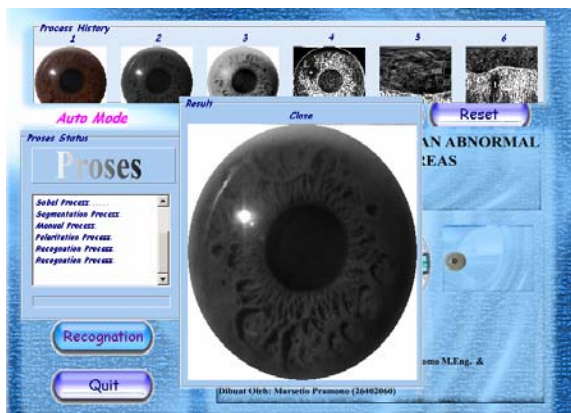 Process History
1 2 3 4 5 6
Auto Mode
Result
Close
Reset
Proses Status
Proses
AN ABNORMAL
REAS
Sobel Process......
Segmentation Process.
Manual Process.
Polaritation Process.
Recognation Process.
Recognation Process.
Recognation
Quit
omo M.Eng. &
Dibuat Oleh: Marsetio Pramono (26402060)